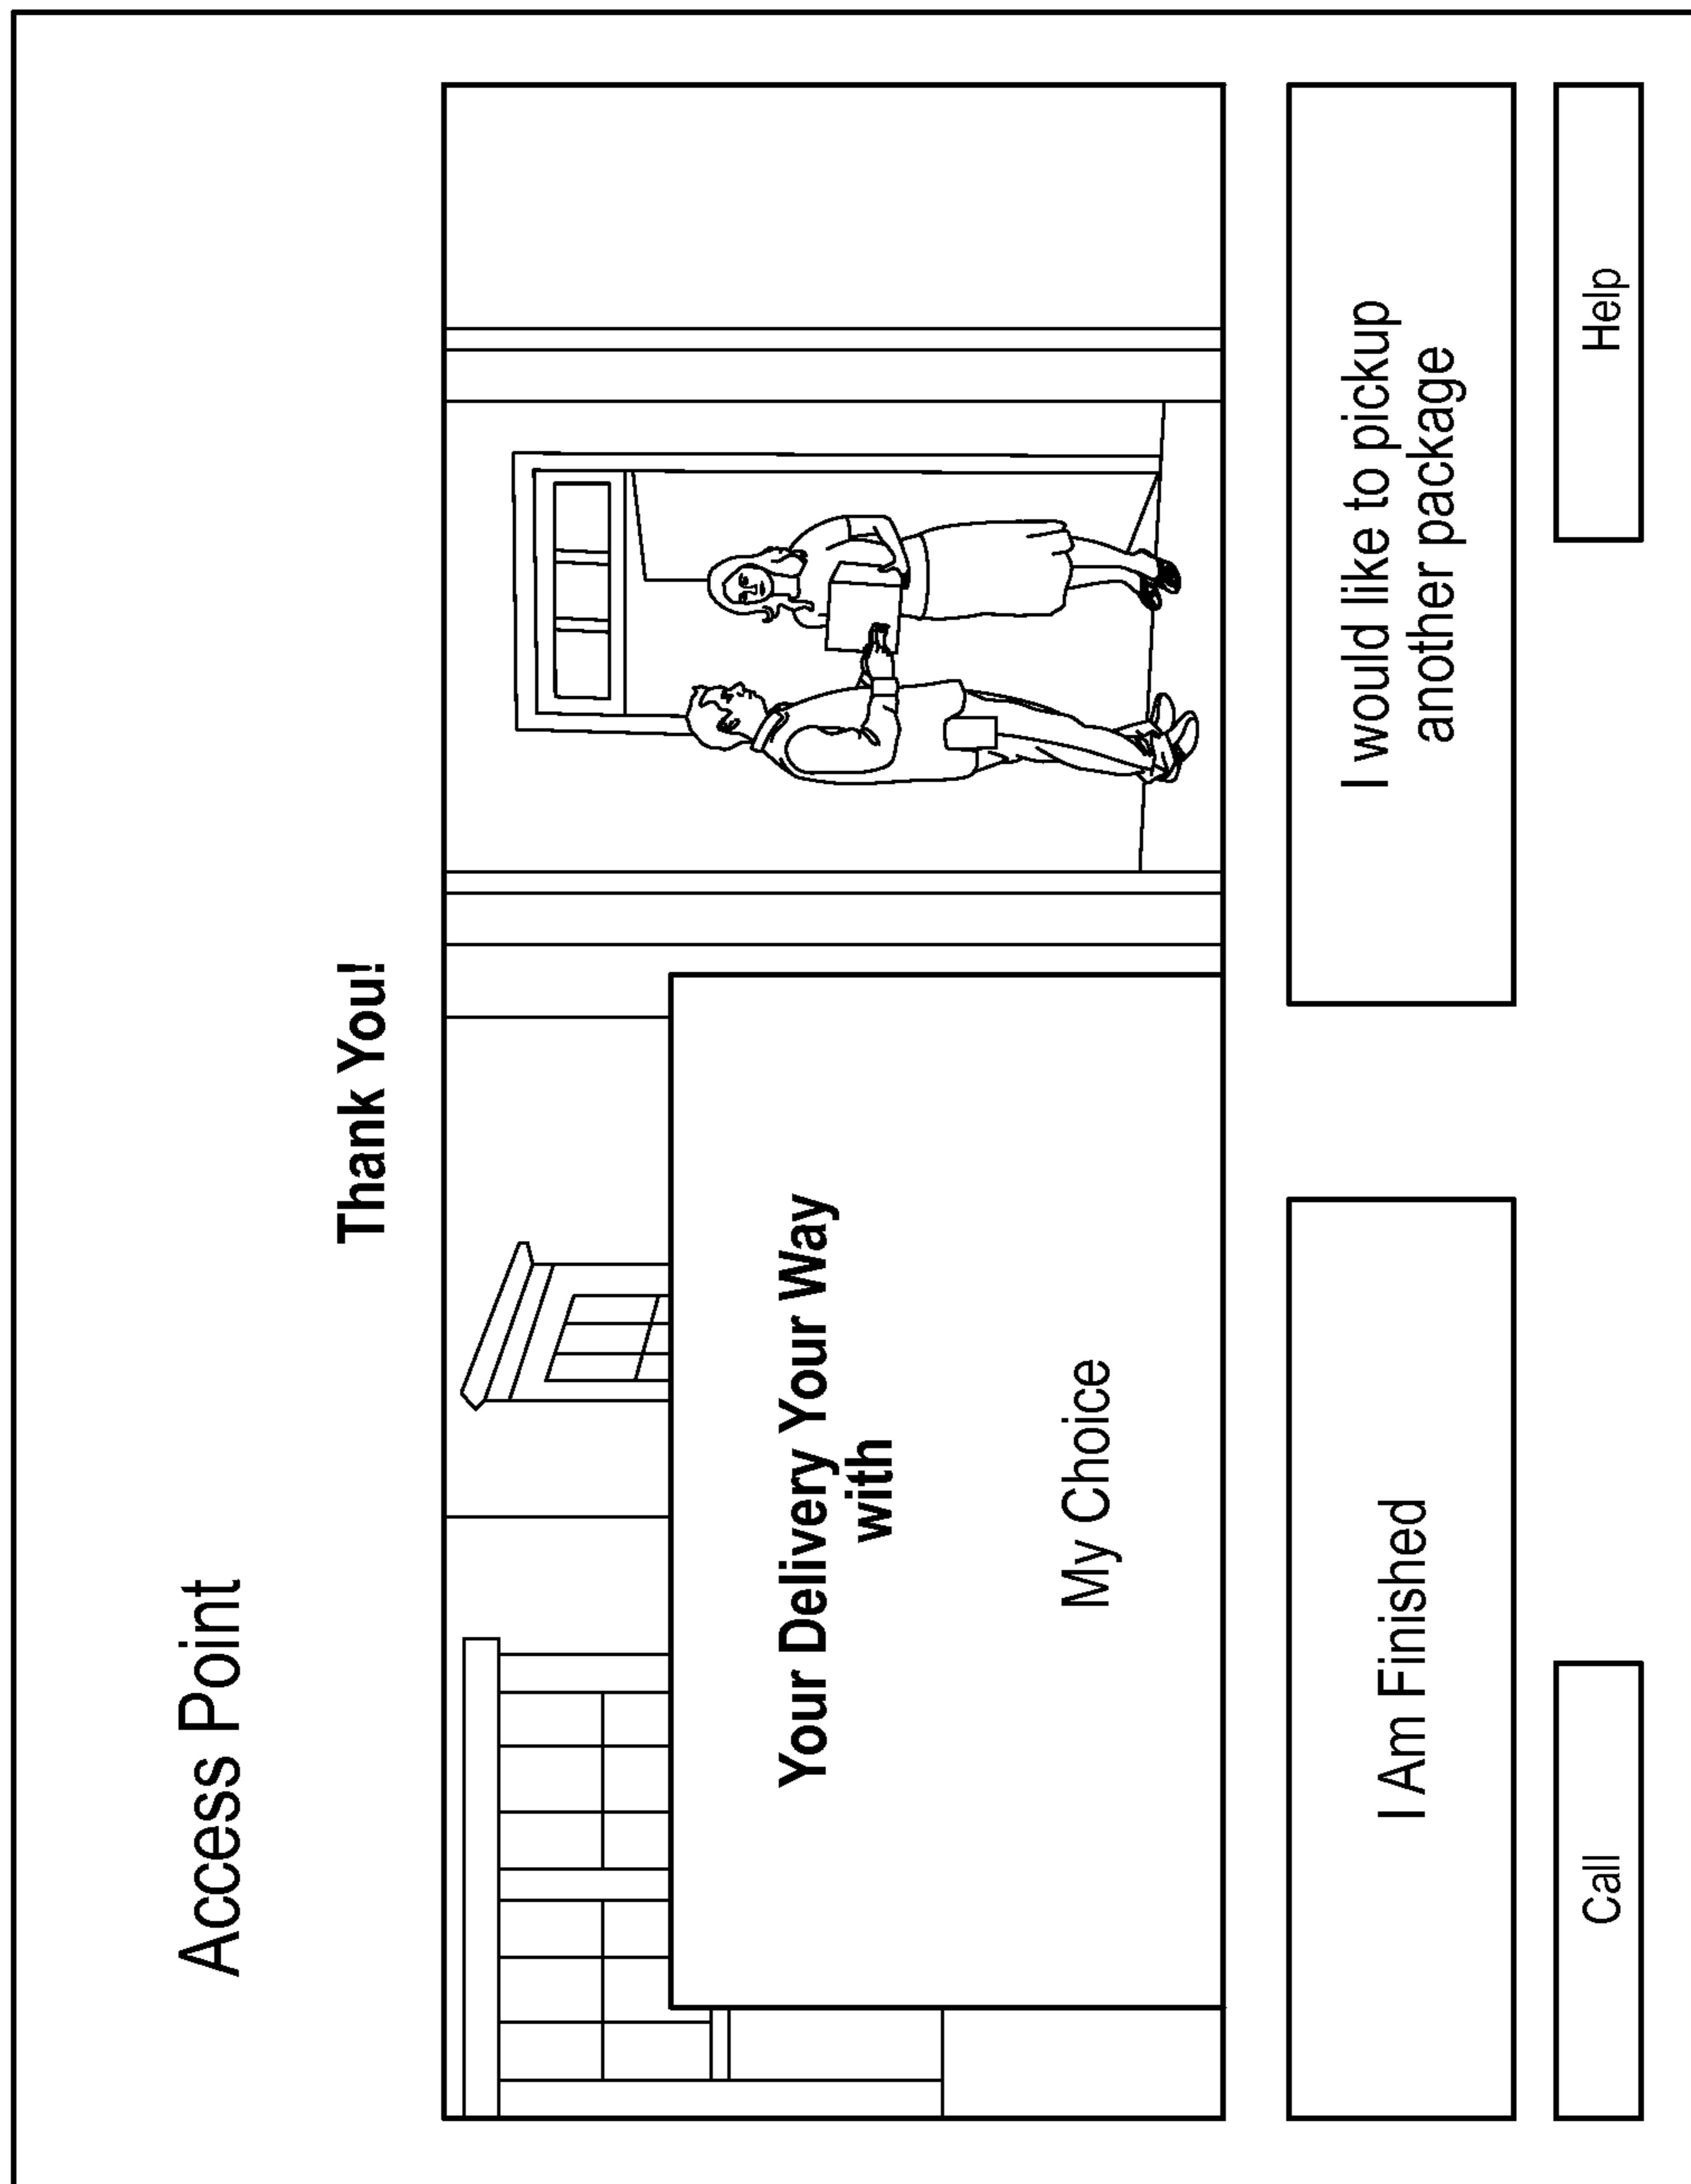 Access Point
Thank You!
Your Delivery Your Way
with
My Choice
I Am Finished
I would like to pickup
another package
Call
Help